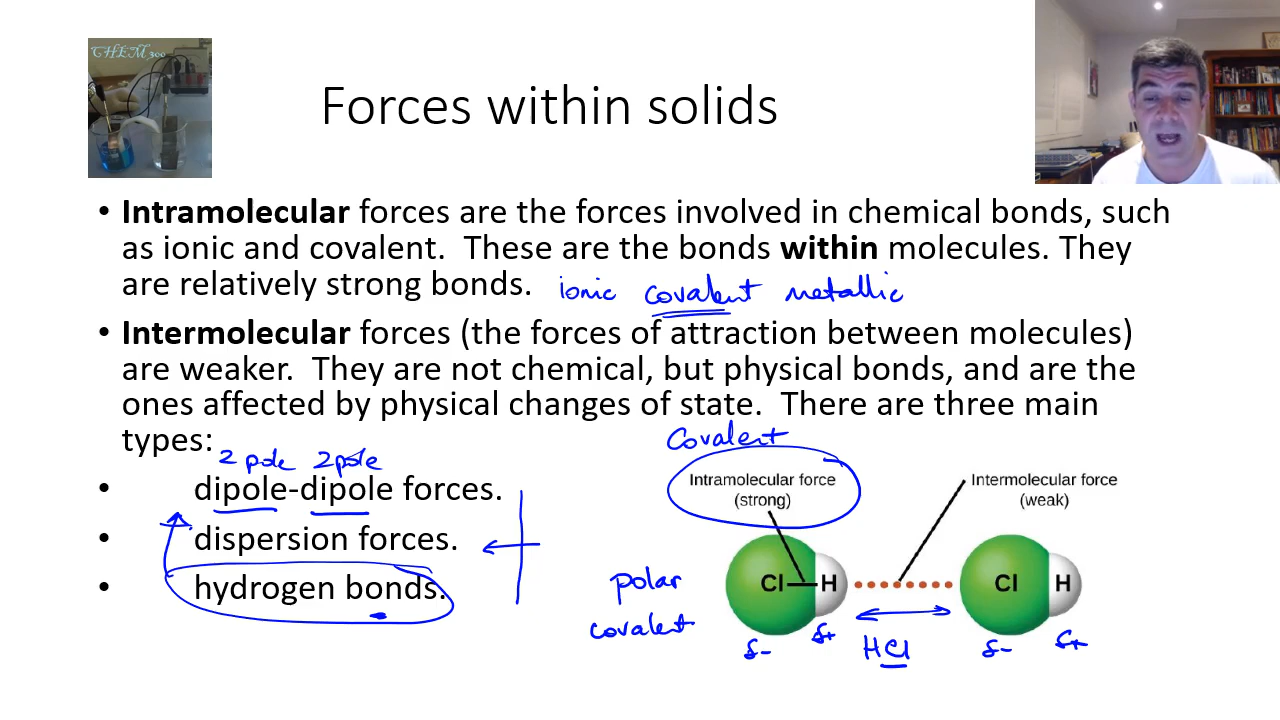 CHEM 300
Forces within solids
• Intramolecular forces are the forces involved in chemical bonds, such
as ionic and covalent. These are the bonds within molecules. They
are relatively strong bonds. ionic covalent metallic
• Intermolecular forces (the forces of attraction between molecules)
are weaker. They are not chemical, but physical bonds, and are the
ones affected by physical changes of state. There are three main
types:
2 pole 2 pole
• dipole-dipole forces.
• dispersion forces.
• hydrogen bonds.
Covalent
Intramolecular force
(strong)
Intermolecular force
(weak)
Cl H Cl H
polar
covalent
δ- δ+ HCl δ- δ+